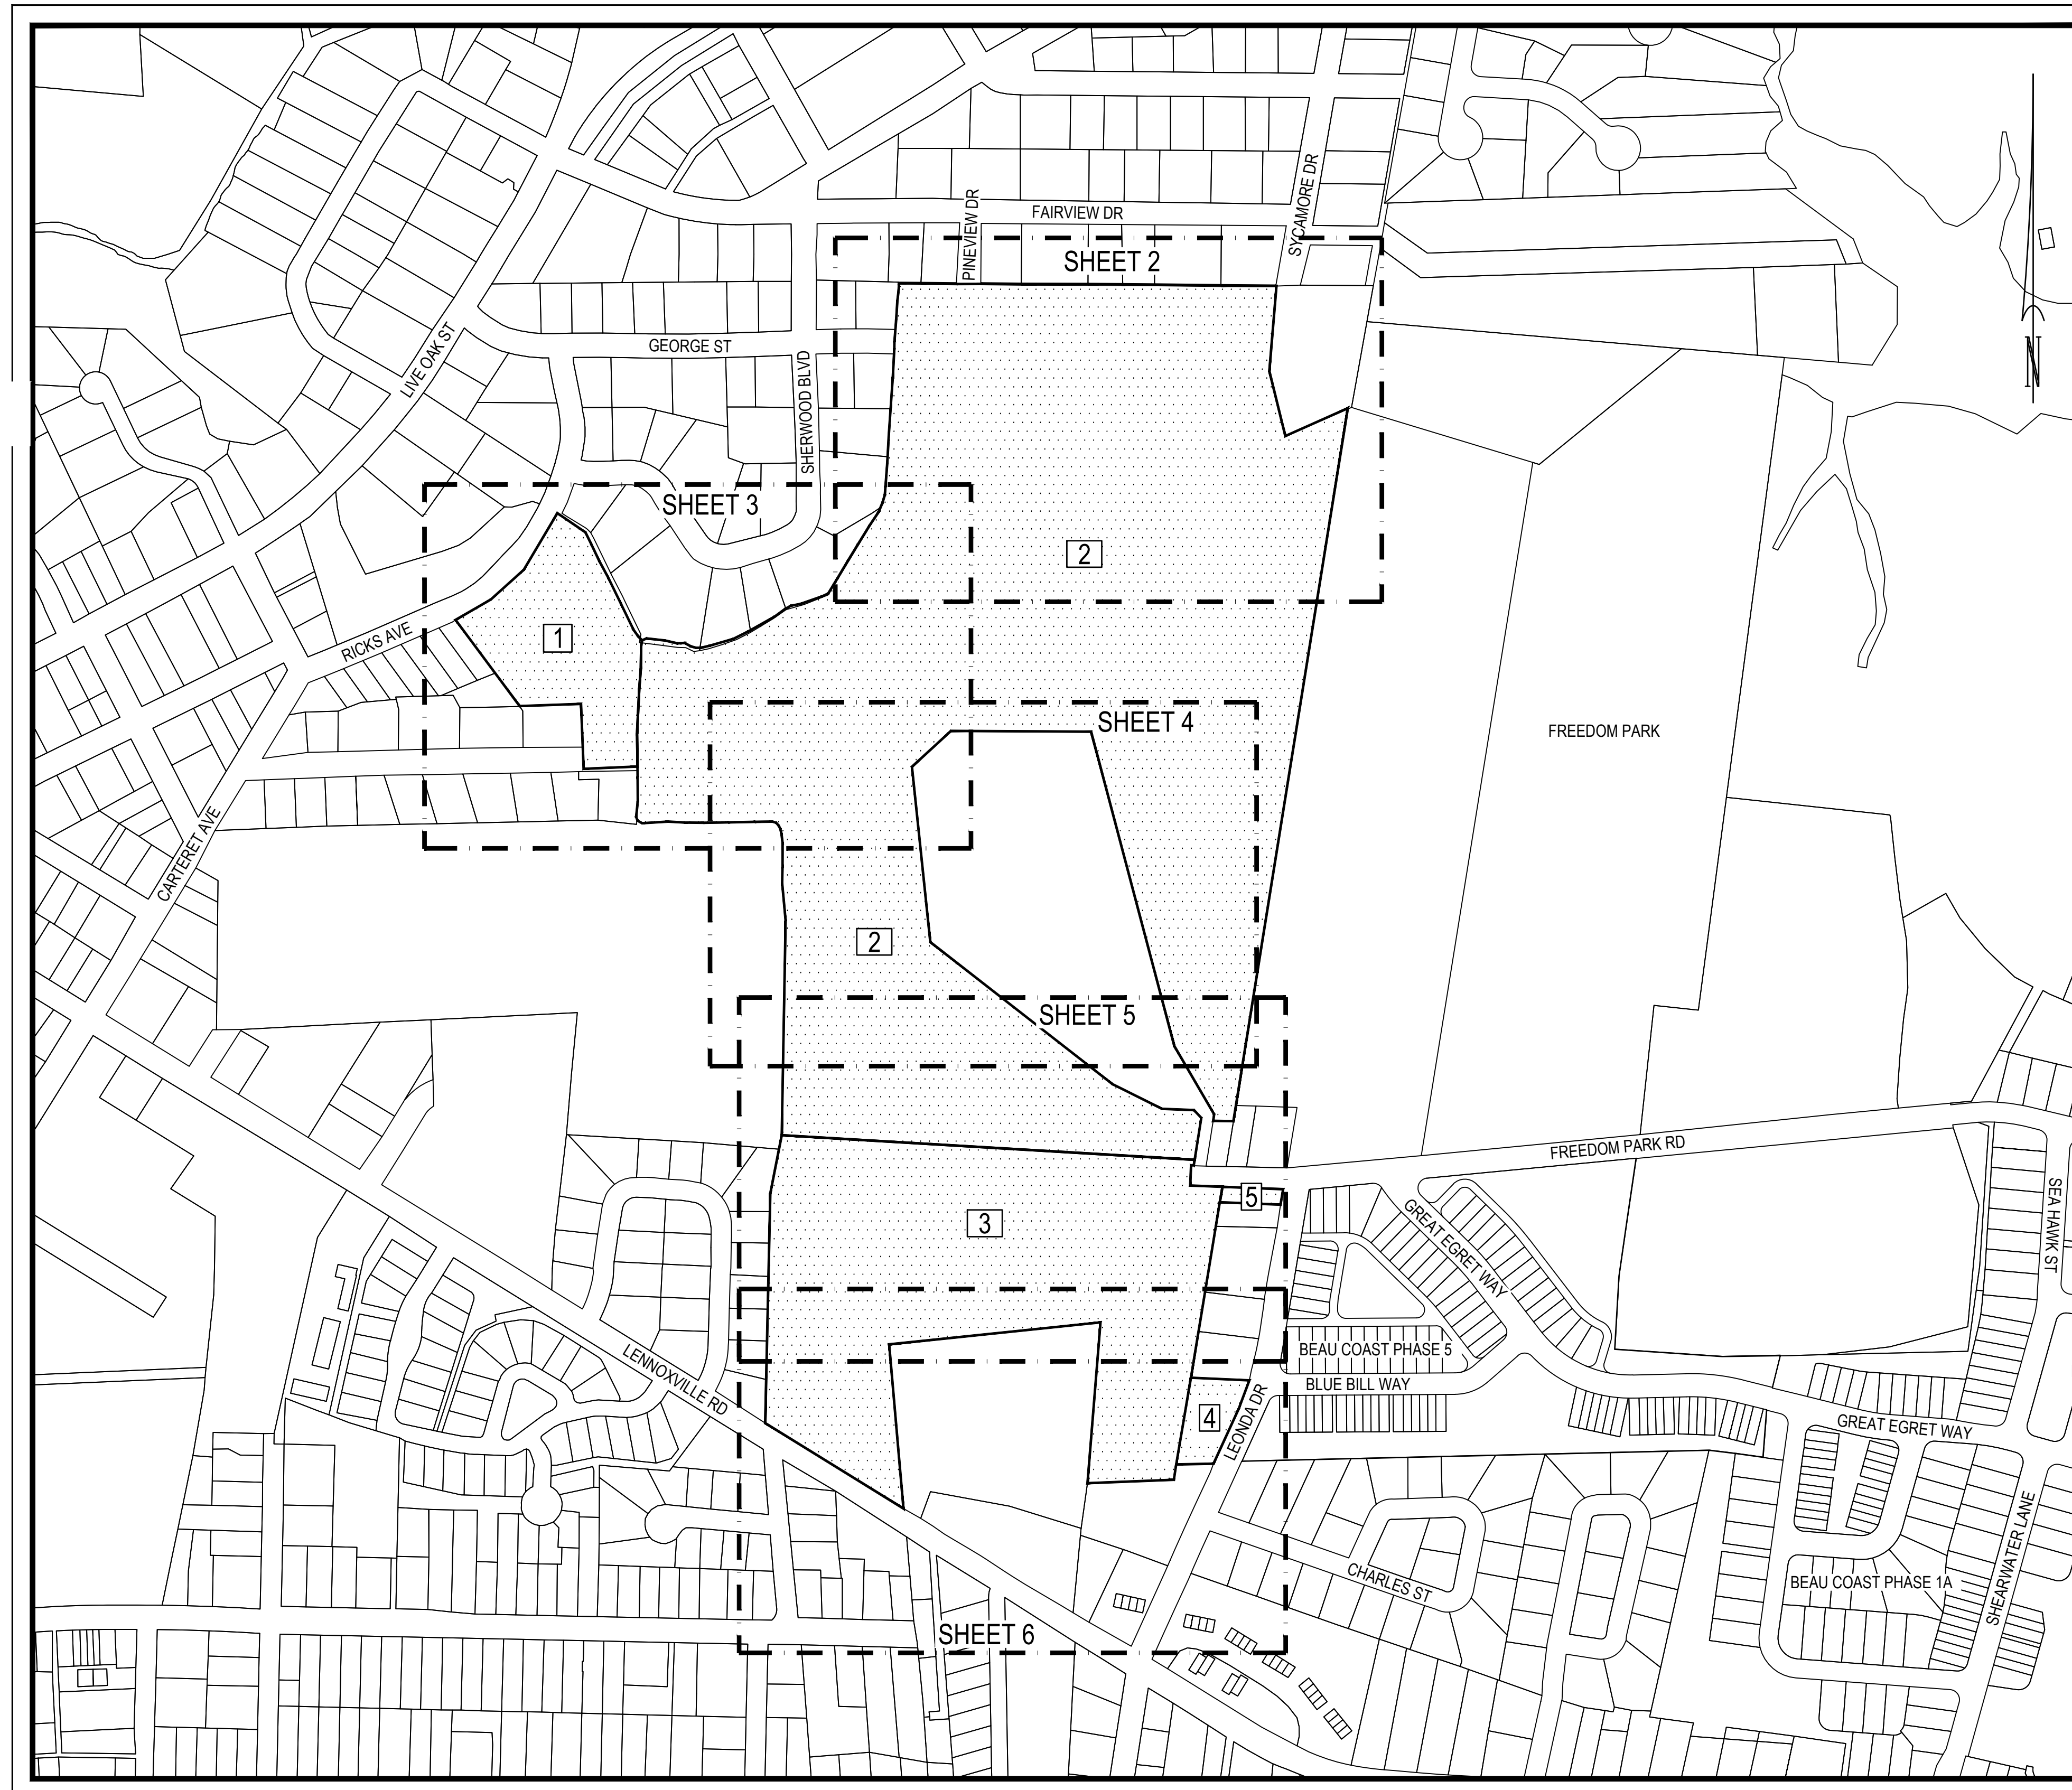 FAIRVIEW DR
PINEVIEW DR
SYCAMORE DR
SHEET 2
N
GEORGE ST
LIVE OAK ST
SHERWOOD BLVD
SHEET 3
2
1
RICKS AVE
SHEET 4
FREEDOM PARK
CARTERET AVE
2
SHEET 5
FREEDOM PARK RD
5
SEA HAWK ST
3
GREAT EGRET WAY
BEAU COAST PHASE 5
LENNOXVILLE RD
BLUE BILL WAY
4
LEONDA DR
GREAT EGRET WAY
SHEARWATER LANE
CHARLES ST
BEAU COAST PHASE 1A
SHEET 6